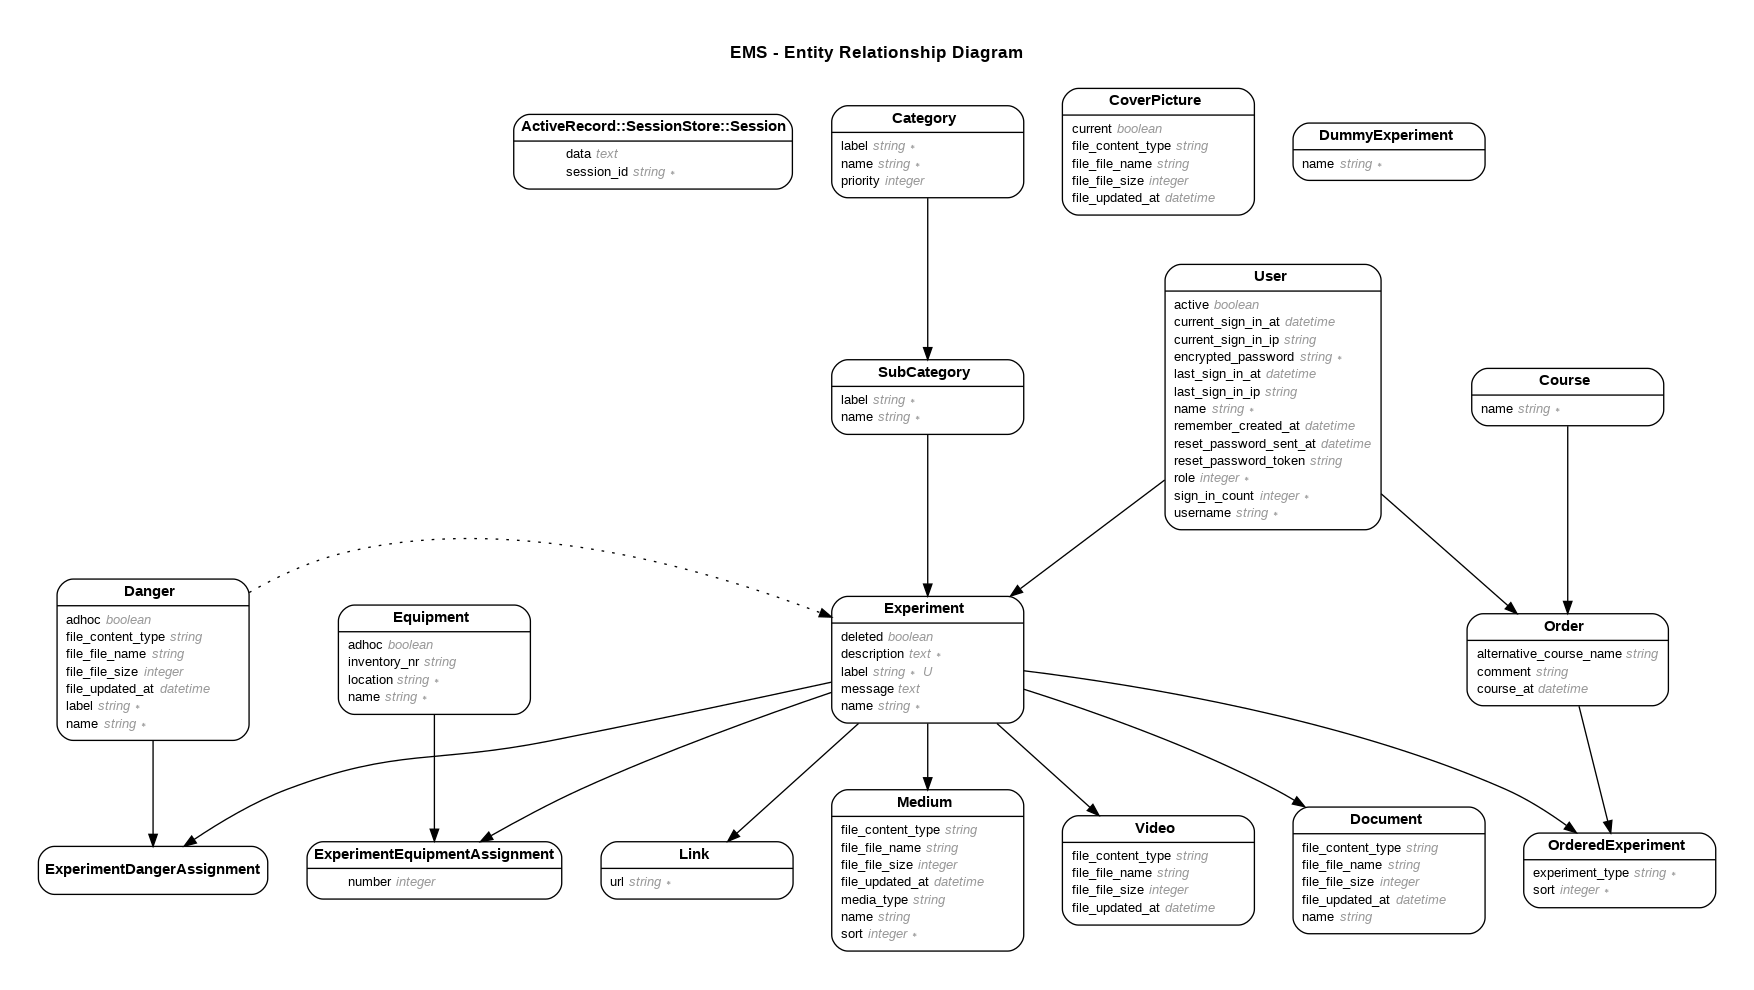 EMS - Entity Relationship Diagram
ActiveRecord::SessionStore::Session
data text
session_id string ∗
Category
label string ∗
name string ∗
priority integer
CoverPicture
current boolean
file_content_type string
file_file_name string
file_file_size integer
file_updated_at datetime
DummyExperiment
name string ∗
User
active boolean
current_sign_in_at datetime
current_sign_in_ip string
encrypted_password string ∗
last_sign_in_at datetime
last_sign_in_ip string
name string ∗
remember_created_at datetime
reset_password_sent_at datetime
reset_password_token string
role integer ∗
sign_in_count integer ∗
username string ∗
SubCategory
label string ∗
name string ∗
Course
name string ∗
Danger
adhoc boolean
file_content_type string
file_file_name string
file_file_size integer
file_updated_at datetime
label string ∗
name string ∗
Equipment
adhoc boolean
inventory_nr string
location string ∗
name string ∗
Experiment
deleted boolean
description text ∗
label string ∗ U
message text
name string ∗
Order
alternative_course_name string
comment string
course_at datetime
ExperimentDangerAssignment
ExperimentEquipmentAssignment
number integer
Link
url string ∗
Medium
file_content_type string
file_file_name string
file_file_size integer
file_updated_at datetime
media_type string
name string
sort integer ∗
Video
file_content_type string
file_file_name string
file_file_size integer
file_updated_at datetime
Document
file_content_type string
file_file_name string
file_file_size integer
file_updated_at datetime
name string
OrderedExperiment
experiment_type string ∗
sort integer ∗